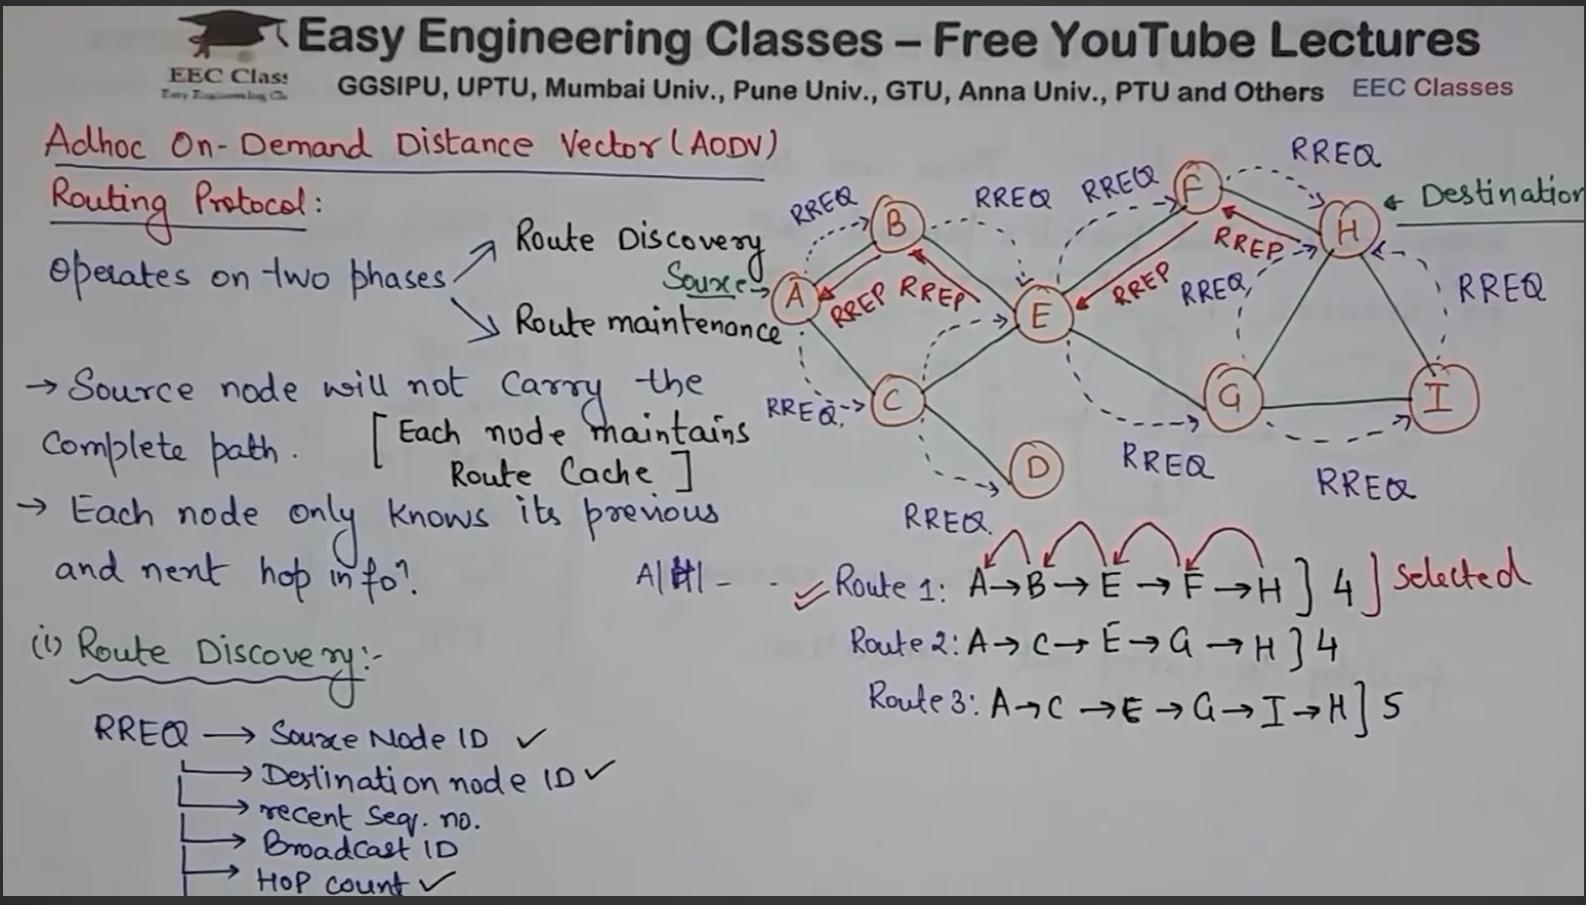 Easy Engineering Classes – Free YouTube Lectures
EEC Class
GGSIPU, UPTU, Mumbai Univ., Pune Univ., GTU, Anna Univ., PTU and Others
EEC Classes
Adhoc On-Demand Distance Vector (AODV)
Routing Protocol:
Operates on two phases
Route Discovery
Route maintenance
→ Source node will not carry the
complete path.
[Each node maintains
Route Cache]
→ Each node only knows its previous
and next hop infoⁿ.
(i) Route Discovery:-
RREQ → Source Node ID ✓
→ Destination node ID ✓
→ recent Seq. no.
→ Broadcast ID
→ HOP count ✓
RREQ
RREQ
RREQ
RREQ
Source → A
B
E
F
H
← Destination
RREP
RREP
RREP
RREP
RREQ
RREQ
RREQ
C
D
G
I
RREQ
RREQ
RREQ
A|H| - -
✓ Route 1: A→B→E→F→H ] 4 ] Selected
Route 2: A→C→E→G→H ] 4
Route 3: A→C→E→G→I→H ] 5